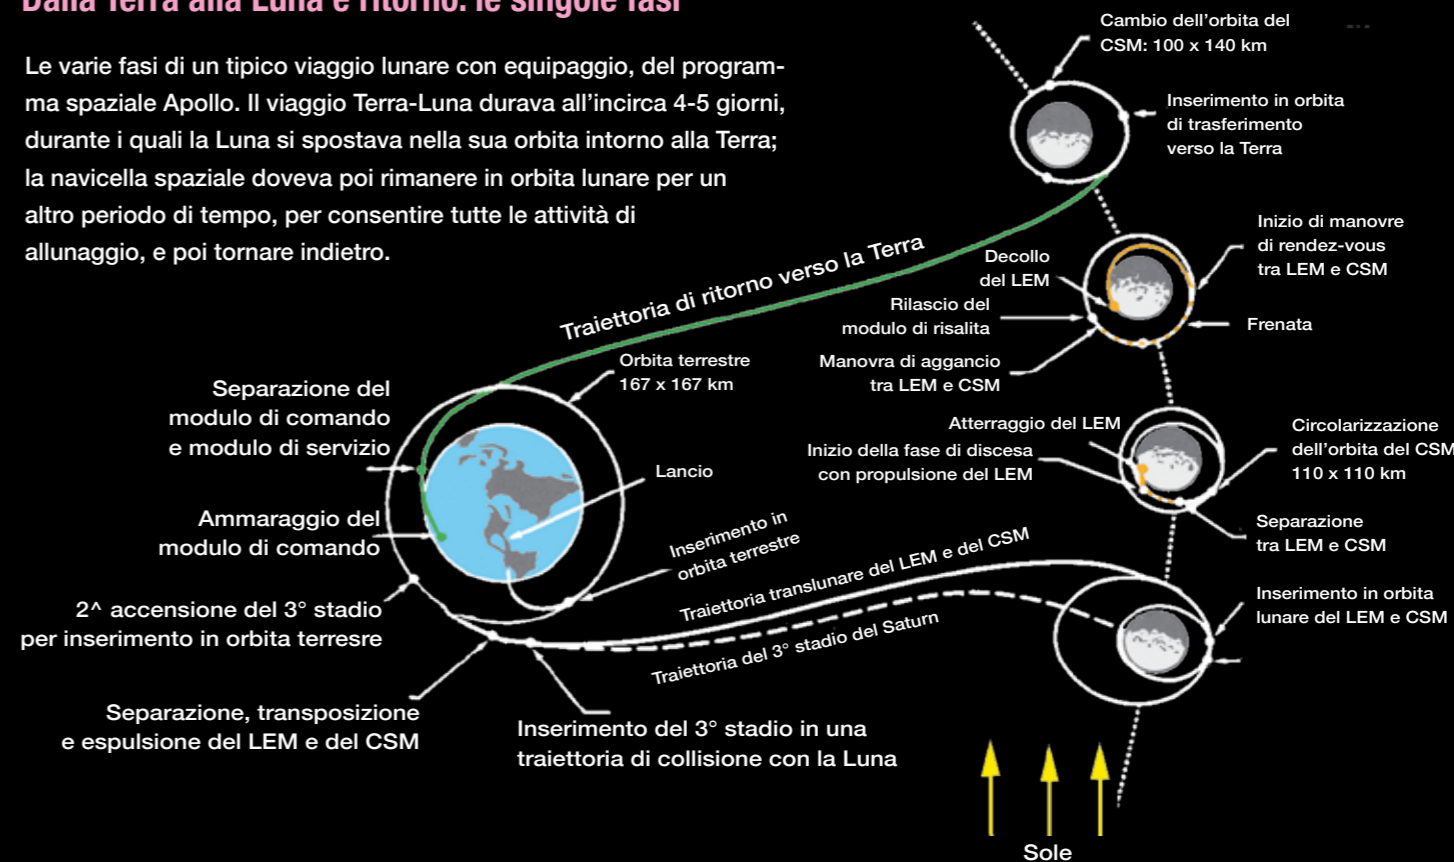 Dalla Terra alla Luna e ritorno: le singole fasi
Le varie fasi di un tipico viaggio lunare con equipaggio, del program-
ma spaziale Apollo. Il viaggio Terra-Luna durava all'incirca 4-5 giorni,
durante i quali la Luna si spostava nella sua orbita intorno alla Terra;
la navicella spaziale doveva poi rimanere in orbita lunare per un
altro periodo di tempo, per consentire tutte le attività di
allunaggio, e poi tornare indietro.
Cambio dell'orbita del
CSM: 100 x 140 km
Inserimento in orbita
di trasferimento
verso la Terra
Inizio di manovre
di rendez-vous
tra LEM e CSM
Decollo
del LEM
Rilascio del
modulo di risalita
Frenata
Manovra di aggancio
tra LEM e CSM
Traiettoria di ritorno verso la Terra
Orbita terrestre
167 x 167 km
Separazione del
modulo di comando
e modulo di servizio
Lancio
Atterraggio del LEM
Inizio della fase di discesa
con propulsione del LEM
Circolarizzazione
dell'orbita del CSM
110 x 110 km
Separazione
tra LEM e CSM
Ammaraggio del
modulo di comando
Inserimento in
orbita terrestre
Traiettoria translunare del LEM e del CSM
Traiettoria del 3° stadio del Saturn
Inserimento in orbita
lunare del LEM e CSM
2^ accensione del 3° stadio
per inserimento in orbita terresre
Separazione, transposizione
e espulsione del LEM e del CSM
Inserimento del 3° stadio in una
traiettoria di collisione con la Luna
Sole